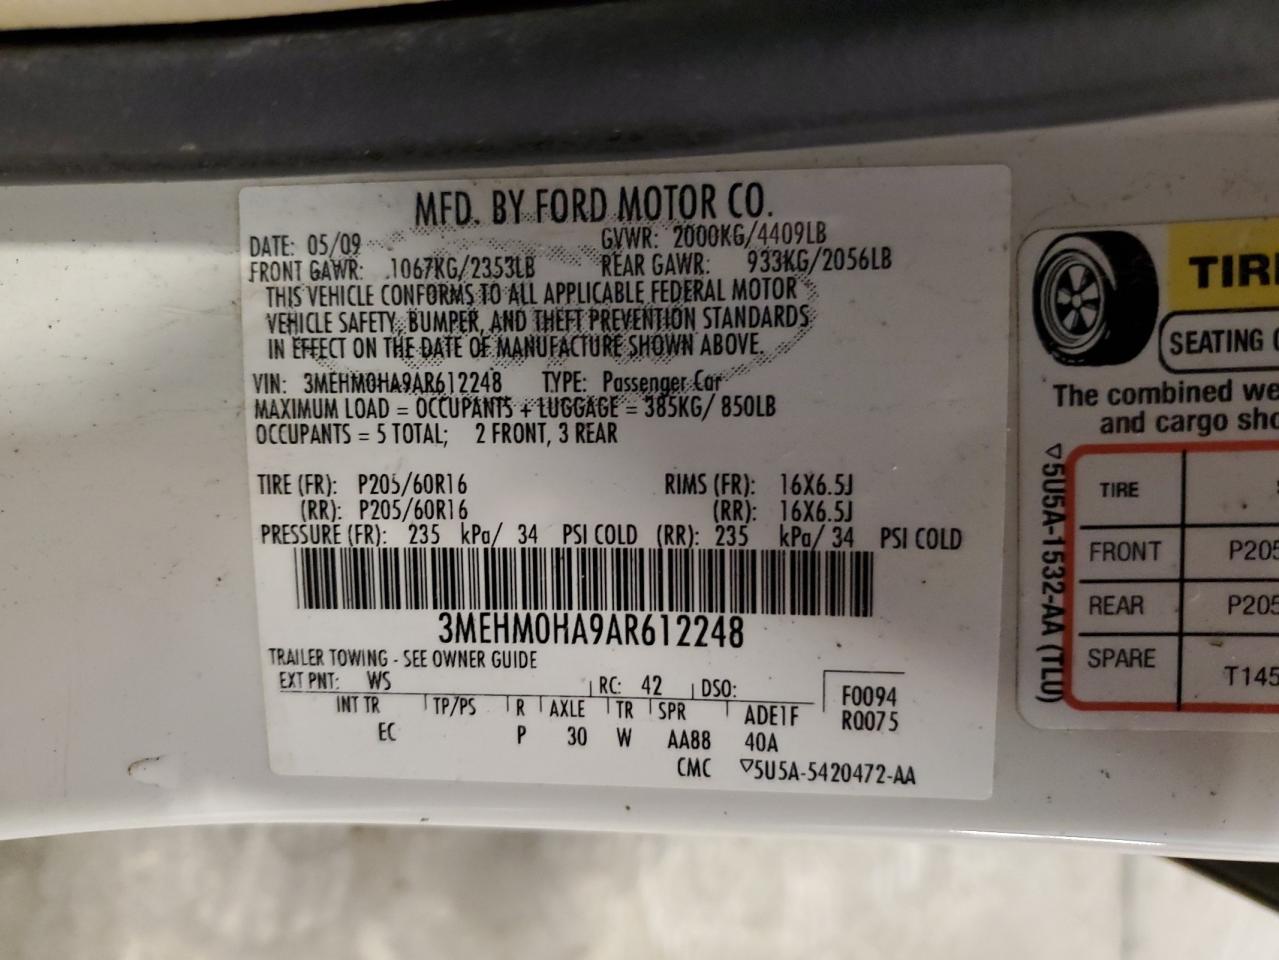 MFD. BY FORD MOTOR CO.
DATE: 05/09 GVWR: 2000KG/4409LB
FRONT GAWR: 1067KG/2353LB REAR GAWR: 933KG/2056LB
THIS VEHICLE CONFORMS TO ALL APPLICABLE FEDERAL MOTOR
VEHICLE SAFETY, BUMPER, AND THEFT PREVENTION STANDARDS
IN EFFECT ON THE DATE OF MANUFACTURE SHOWN ABOVE.
VIN: 3MEHM0HA9AR612248 TYPE: Passenger Car
MAXIMUM LOAD = OCCUPANTS + LUGGAGE = 385KG/ 850LB
OCCUPANTS = 5 TOTAL; 2 FRONT, 3 REAR
TIRE (FR): P205/60R16 RIMS (FR): 16X6.5J
(RR): P205/60R16 (RR): 16X6.5J
PRESSURE (FR): 235 kPa/ 34 PSI COLD (RR): 235 kPa/ 34 PSI COLD
3MEHM0HA9AR612248
TRAILER TOWING - SEE OWNER GUIDE
EXT PNT: WS RC: 42 DSO: F0094
INT TR TP/PS R AXLE TR SPR ADE1F R0075
EC P 30 W AA88 40A
CMC ▽5U5A-5420472-AA
TIRE
SEATING
The combined we
and cargo sho
▽5U5A-1532-AA (TLU)
TIRE
FRONT P205
REAR P205
SPARE T145